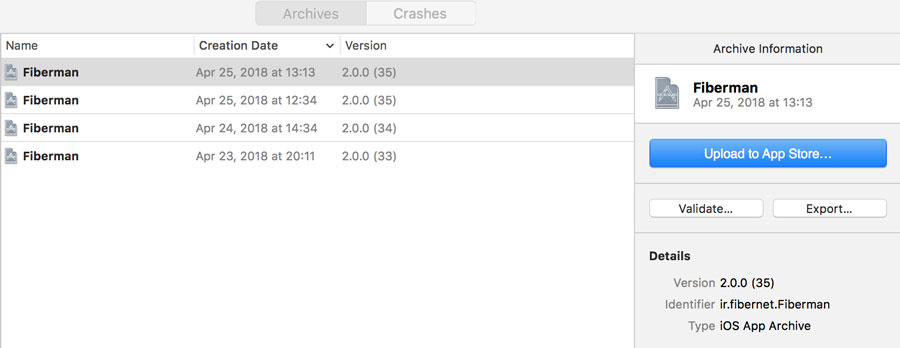 Archives Crashes
Name Creation Date Version
Fiberman Apr 25, 2018 at 13:13 2.0.0 (35)
Fiberman Apr 25, 2018 at 12:34 2.0.0 (35)
Fiberman Apr 24, 2018 at 14:34 2.0.0 (34)
Fiberman Apr 23, 2018 at 20:11 2.0.0 (33)
Archive Information
Fiberman
Apr 25, 2018 at 13:13
Upload to App Store...
Validate... Export...
Details
Version 2.0.0 (35)
Identifier ir.fibernet.Fiberman
Type iOS App Archive